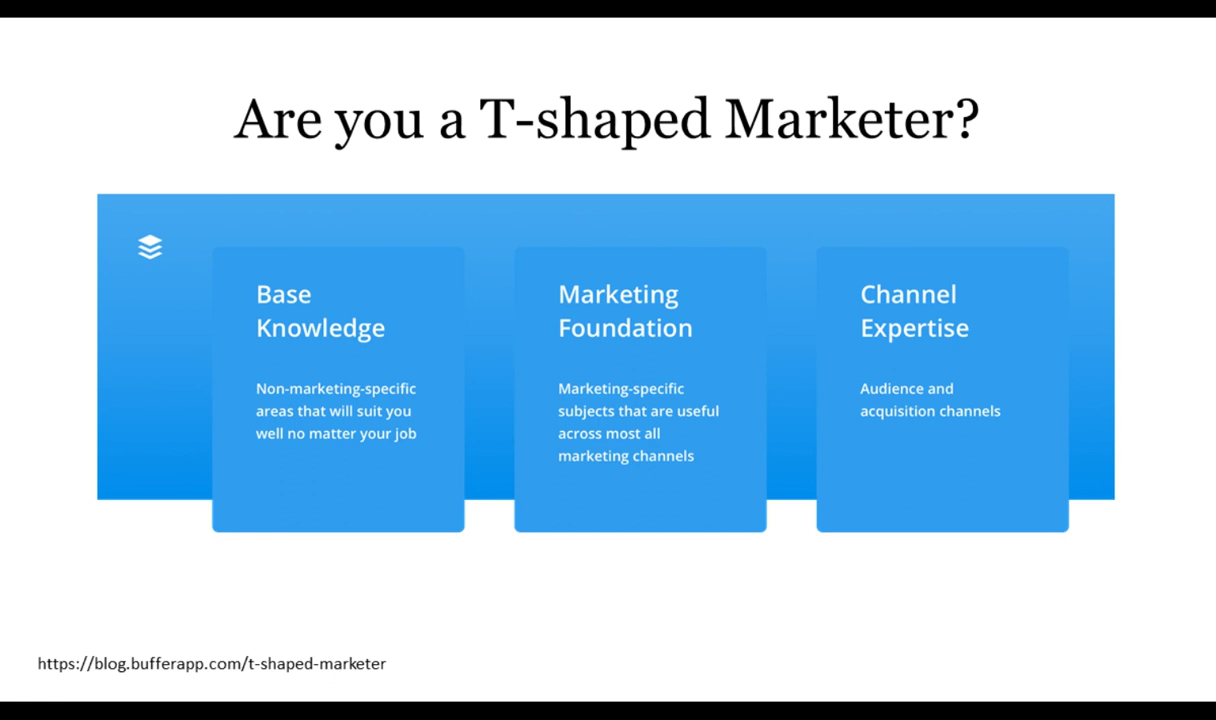 Are you a T-shaped Marketer?
Base
Knowledge
Non-marketing-specific
areas that will suit you
well no matter your job
Marketing
Foundation
Marketing-specific
subjects that are useful
across most all
marketing channels
Channel
Expertise
Audience and
acquisition channels
https://blog.bufferapp.com/t-shaped-marketer